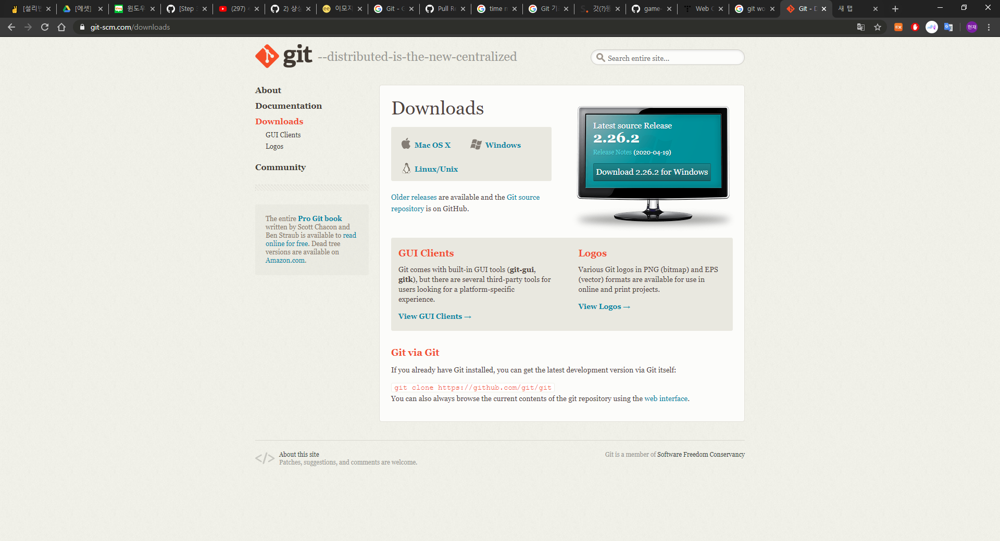 [설리번
[에셋]
윈도우
[Step
(297)
2) 상상
이모지
Git - G
Pull Re
time m
Git 기
깃(?)똥
game-
Web C
git wo
Git - D
새 탭
git-scm.com/downloads
현재
git --distributed-is-the-new-centralized
Search entire site...
About
Documentation
Downloads
GUI Clients
Logos
Community
The entire Pro Git book
written by Scott Chacon and
Ben Straub is available to read
online for free. Dead tree
versions are available on
Amazon.com.
Downloads
Mac OS X
Windows
Linux/Unix
Older releases are available and the Git source
repository is on GitHub.
Latest source Release
2.26.2
Release Notes (2020-04-19)
Download 2.26.2 for Windows
GUI Clients
Git comes with built-in GUI tools (git-gui,
gitk), but there are several third-party tools for
users looking for a platform-specific
experience.
View GUI Clients →
Logos
Various Git logos in PNG (bitmap) and EPS
(vector) formats are available for use in
online and print projects.
View Logos →
Git via Git
If you already have Git installed, you can get the latest development version via Git itself:
git clone https://github.com/git/git
You can also always browse the current contents of the git repository using the web interface.
</> About this site
Patches, suggestions, and comments are welcome.
Git is a member of Software Freedom Conservancy